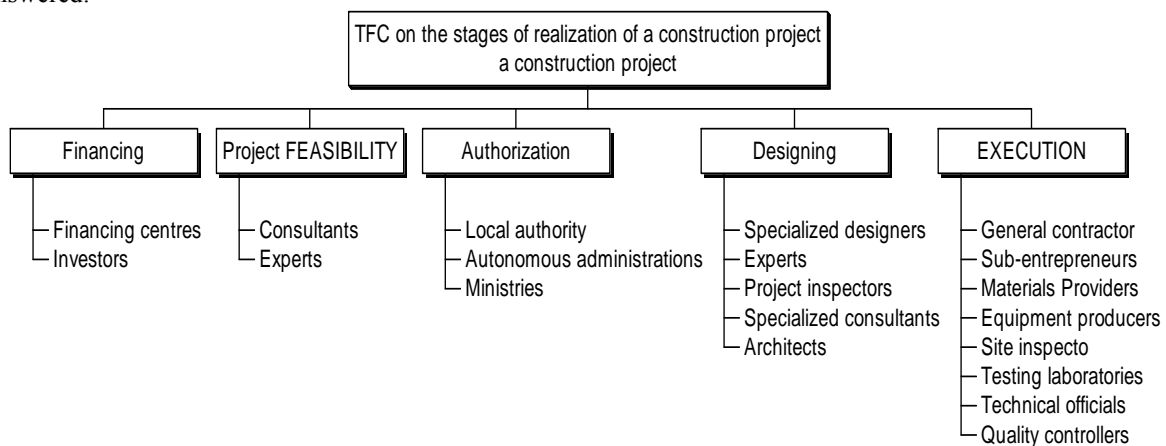 TFC on the stages of realization of a construction project
a construction project
Financing
Project FEASIBILITY
Authorization
Designing
EXECUTION
Financing centres
Investors
Consultants
Experts
Local authority
Autonomous administrations
Ministries
Specialized designers
Experts
Project inspectors
Specialized consultants
Architects
General contractor
Sub-entrepreneurs
Materials Providers
Equipment producers
Site inspecto
Testing laboratories
Technical officials
Quality controllers